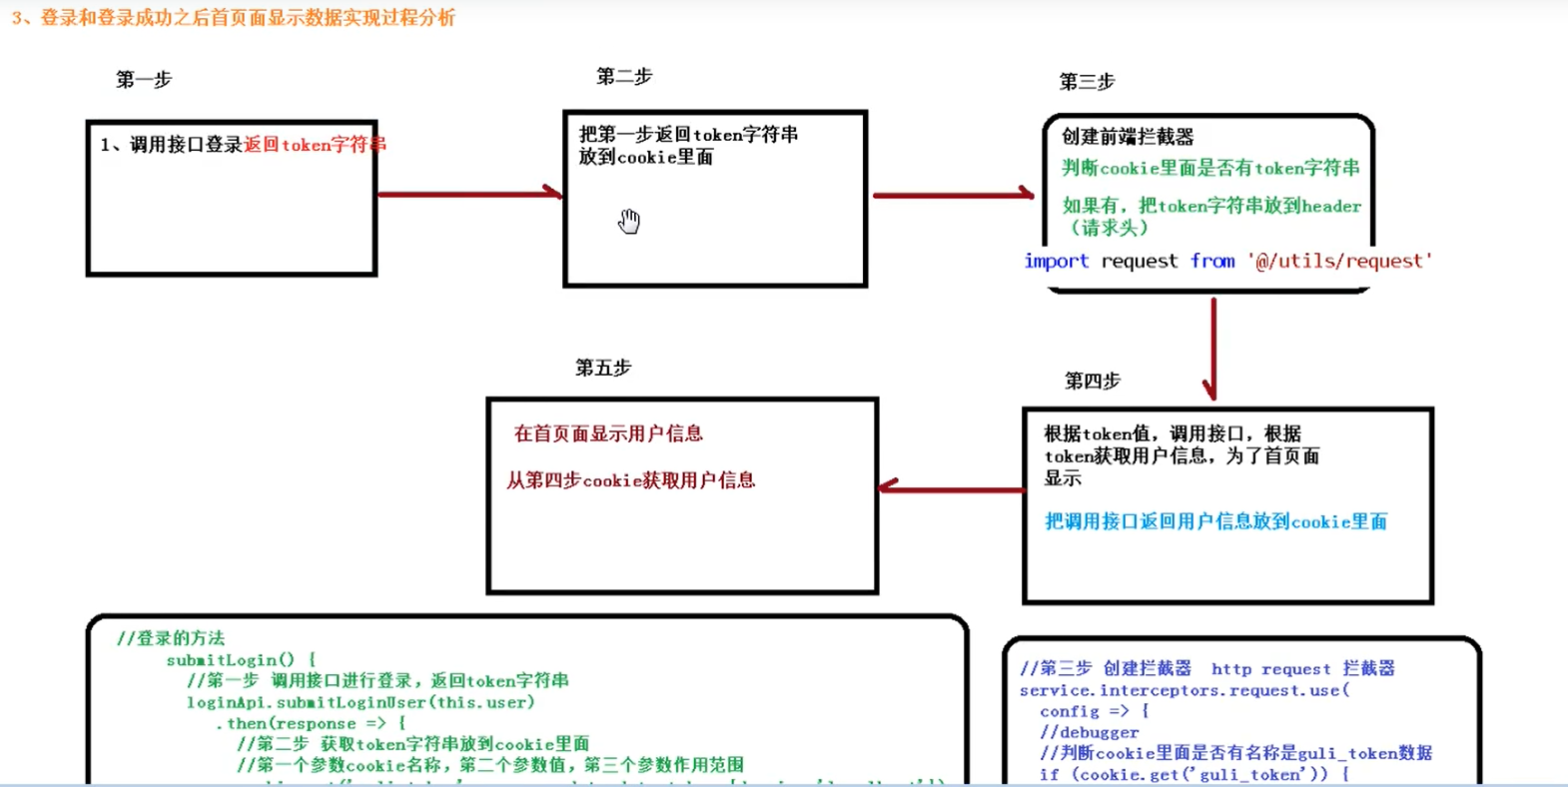 3、登录和登录成功之后首页面显示数据实现过程分析
第一步
1、调用接口登录返回token字符串
第二步
把第一步返回token字符串
放到cookie里面
第三步
创建前端拦截器
判断cookie里面是否有token字符串
如果有，把token字符串放到header
（请求头）
import request from '@/utils/request'
第四步
根据token值，调用接口，根据
token获取用户信息，为了首页面
显示
把调用接口返回用户信息放到cookie里面
第五步
在首页面显示用户信息
从第四步cookie获取用户信息
//登录的方法
submitLogin() {
//第一步 调用接口进行登录，返回token字符串
loginApi.submitLoginUser(this.user)
.then(response => {
//第二步 获取token字符串放到cookie里面
//第一个参数cookie名称，第二个参数值，第三个参数作用范围
//第三步 创建拦截器 http request 拦截器
service.interceptors.request.use(
config => {
//debugger
//判断cookie里面是否有名称是guli_token数据
if (cookie.get('guli_token')) {